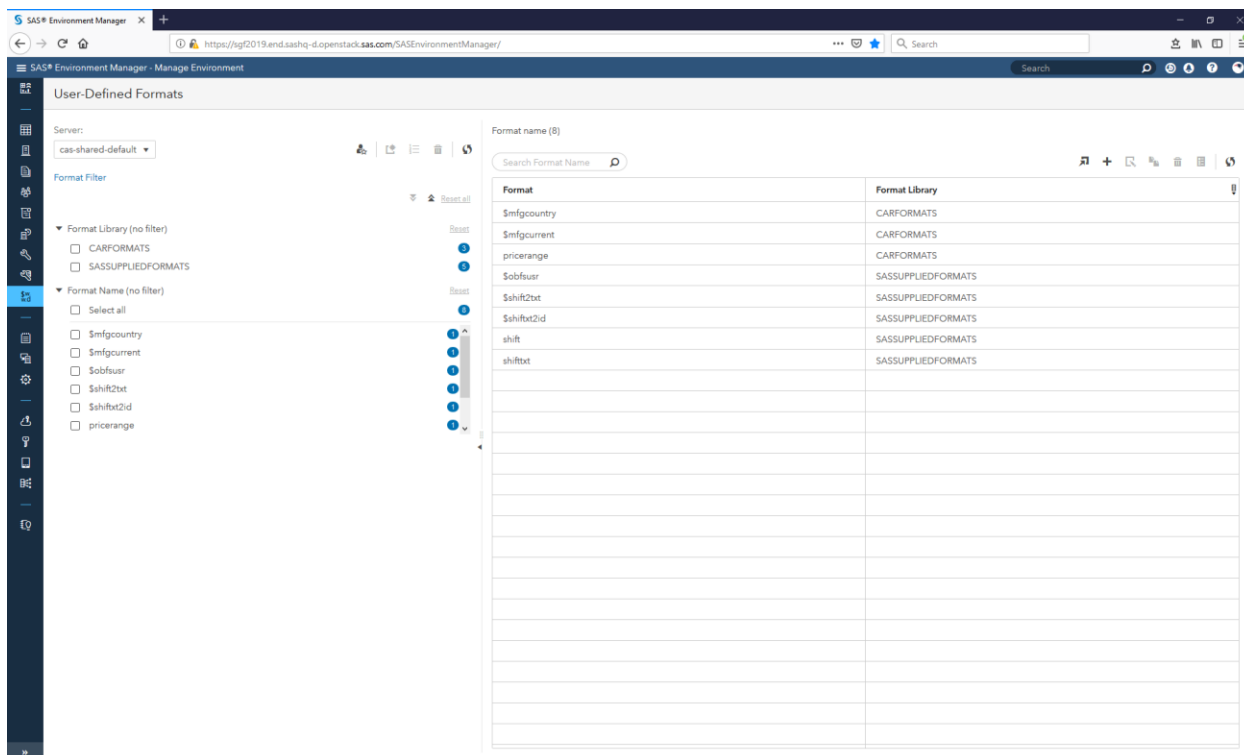 SAS® Environment Manager
https://sgf2019.end.sashq-d.openstack.sas.com/SASEnvironmentManager/
Search
SAS® Environment Manager - Manage Environment
Search
User-Defined Formats
Server:
cas-shared-default
Format Filter
Reset all
Format Library (no filter) Reset
CARFORMATS 3
SASSUPPLIEDFORMATS 5
Format Name (no filter) Reset
Select all 8
$mfgcountry 1
$mfgcurrent 1
$obfsusr 1
$shift2txt 1
$shiftxt2id 1
pricerange 1
Format name (8)
Search Format Name
Format Format Library
$mfgcountry CARFORMATS
$mfgcurrent CARFORMATS
pricerange CARFORMATS
$obfsusr SASSUPPLIEDFORMATS
$shift2txt SASSUPPLIEDFORMATS
$shiftxt2id SASSUPPLIEDFORMATS
shift SASSUPPLIEDFORMATS
shifttxt SASSUPPLIEDFORMATS